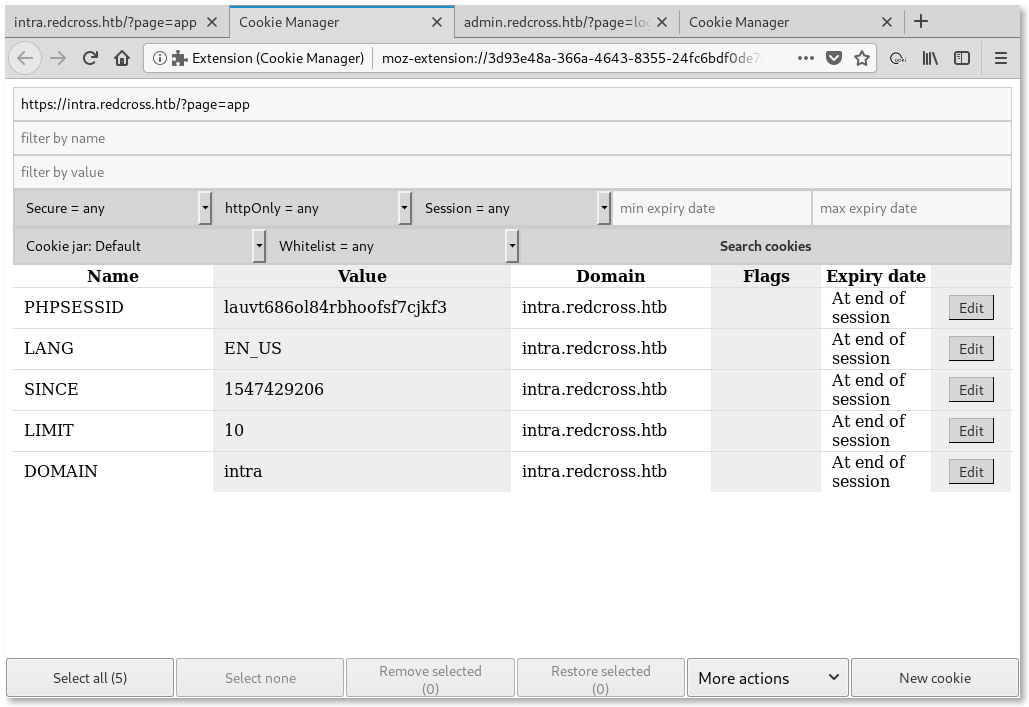 intra.redcross.htb/?page=app
Cookie Manager
admin.redcross.htb/?page=log
Cookie Manager
Extension (Cookie Manager)
moz-extension://3d93e48a-366a-4643-8355-24fc6bdf0de7
https://intra.redcross.htb/?page=app
filter by name
filter by value
Secure = any
httpOnly = any
Session = any
min expiry date
max expiry date
Cookie jar: Default
Whitelist = any
Search cookies
Name Value Domain Flags Expiry date
PHPSESSID lauvt686ol84rbhoofsf7cjkf3 intra.redcross.htb At end of
session Edit
LANG EN_US intra.redcross.htb At end of
session Edit
SINCE 1547429206 intra.redcross.htb At end of
session Edit
LIMIT 10 intra.redcross.htb At end of
session Edit
DOMAIN intra intra.redcross.htb At end of
session Edit
Select all (5)
Select none
Remove selected
(0)
Restore selected
(0)
More actions
New cookie